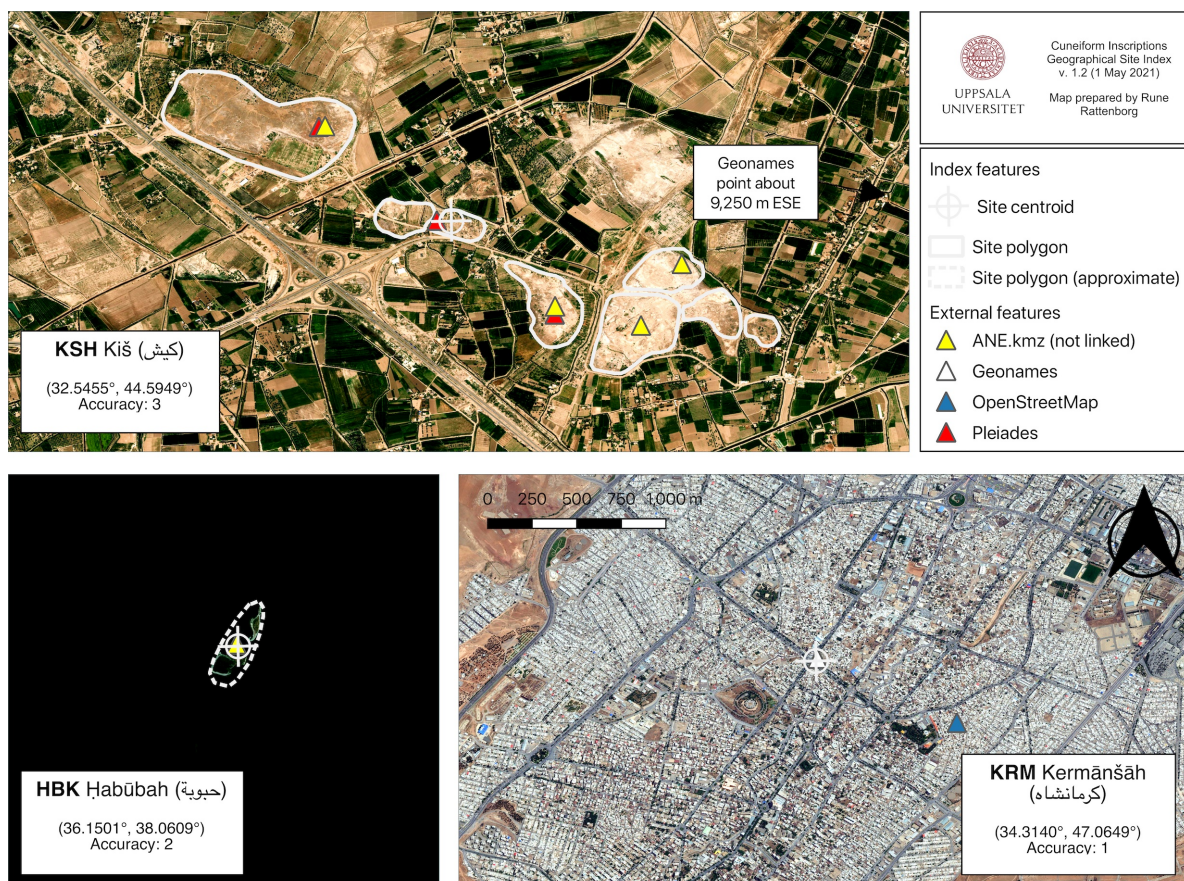 Geonames
point about
9,250 m ESE
KSH Kiš (كيش)
(32.5455°, 44.5949°)
Accuracy: 3
UPPSALA
UNIVERSITET
Cuneiform Inscriptions
Geographical Site Index
v. 1.2 (1 May 2021)
Map prepared by Rune
Rattenborg
Index features
Site centroid
Site polygon
Site polygon (approximate)
External features
ANE.kmz (not linked)
Geonames
OpenStreetMap
Pleiades
HBK Ḥabūbah (حبوبة)
(36.1501°, 38.0609°)
Accuracy: 2
0 250 500 750 1,000 m
KRM Kermānšāh
(كرمانشاه)
(34.3140°, 47.0649°)
Accuracy: 1